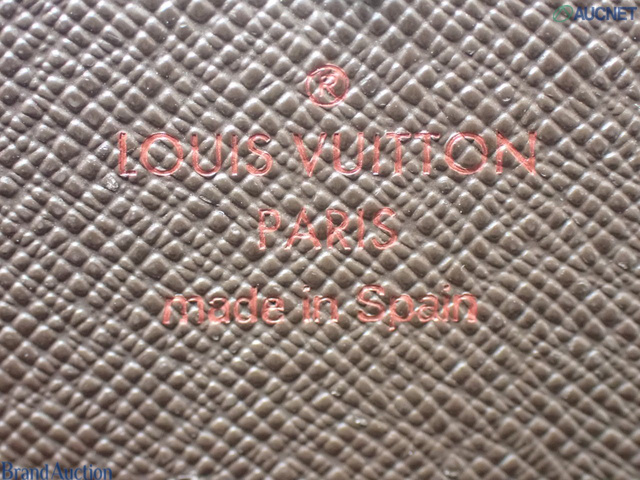 AUCNET
®
LOUIS VUITTON
PARIS
made in Spain
Brand Auction